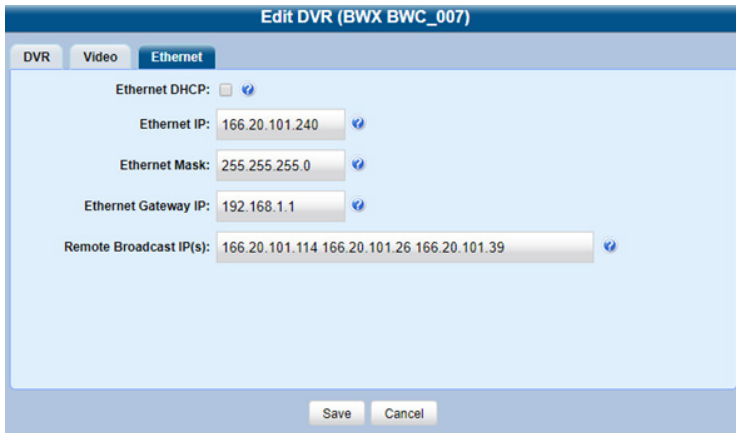 Edit DVR (BWX BWC_007)
DVR Video Ethernet
Ethernet DHCP:
Ethernet IP: 166.20.101.240
Ethernet Mask: 255.255.255.0
Ethernet Gateway IP: 192.168.1.1
Remote Broadcast IP(s): 166.20.101.114 166.20.101.26 166.20.101.39
Save Cancel